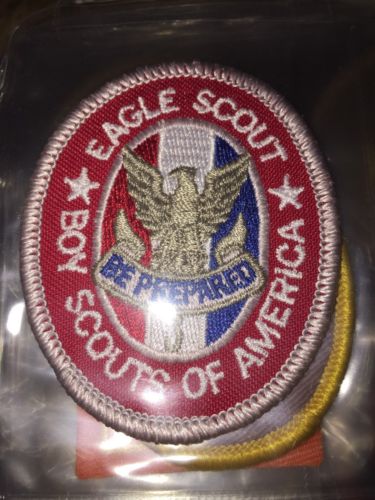 EAGLE SCOUT
BE PREPARED
BOY SCOUTS OF AMERICA